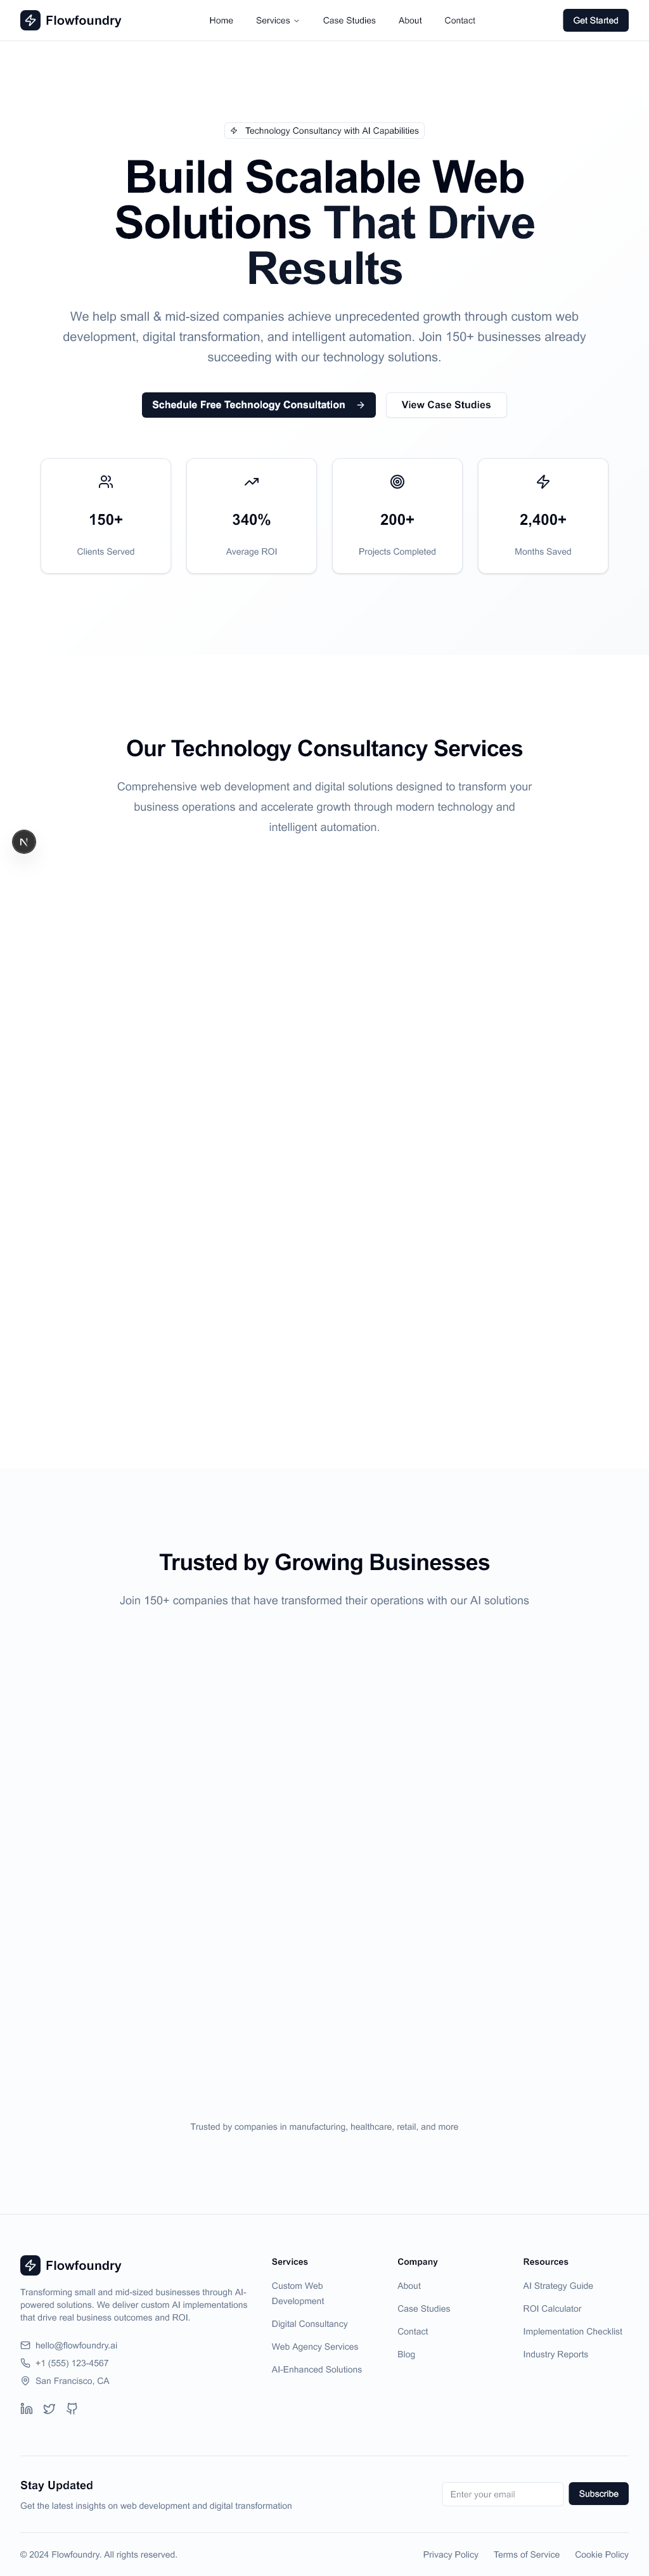 Flowfoundry
Home
Services
Case Studies
About
Contact
Get Started
Technology Consultancy with AI Capabilities
Build Scalable Web
Solutions That Drive
Results
We help small & mid-sized companies achieve unprecedented growth through custom web
development, digital transformation, and intelligent automation. Join 150+ businesses already
succeeding with our technology solutions.
Schedule Free Technology Consultation
View Case Studies
150+
Clients Served
340%
Average ROI
200+
Projects Completed
2,400+
Months Saved
Our Technology Consultancy Services
Comprehensive web development and digital solutions designed to transform your
business operations and accelerate growth through modern technology and
intelligent automation.
N
Trusted by Growing Businesses
Join 150+ companies that have transformed their operations with our AI solutions
Trusted by companies in manufacturing, healthcare, retail, and more
Flowfoundry
Transforming small and mid-sized businesses through AI-
powered solutions. We deliver custom AI implementations
that drive real business outcomes and ROI.
hello@flowfoundry.ai
+1 (555) 123-4567
San Francisco, CA
Services
Custom Web
Development
Digital Consultancy
Web Agency Services
AI-Enhanced Solutions
Company
About
Case Studies
Contact
Blog
Resources
AI Strategy Guide
ROI Calculator
Implementation Checklist
Industry Reports
Stay Updated
Get the latest insights on web development and digital transformation
Enter your email
Subscribe
© 2024 Flowfoundry. All rights reserved.
Privacy Policy
Terms of Service
Cookie Policy